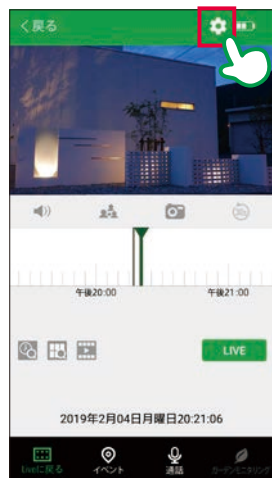 く戻る
30s
午後20:00 午後21:00
LIVE
2019年2月04日月曜日20:21:06
Liveに戻る イベント 通話 ガーデンモニタリング